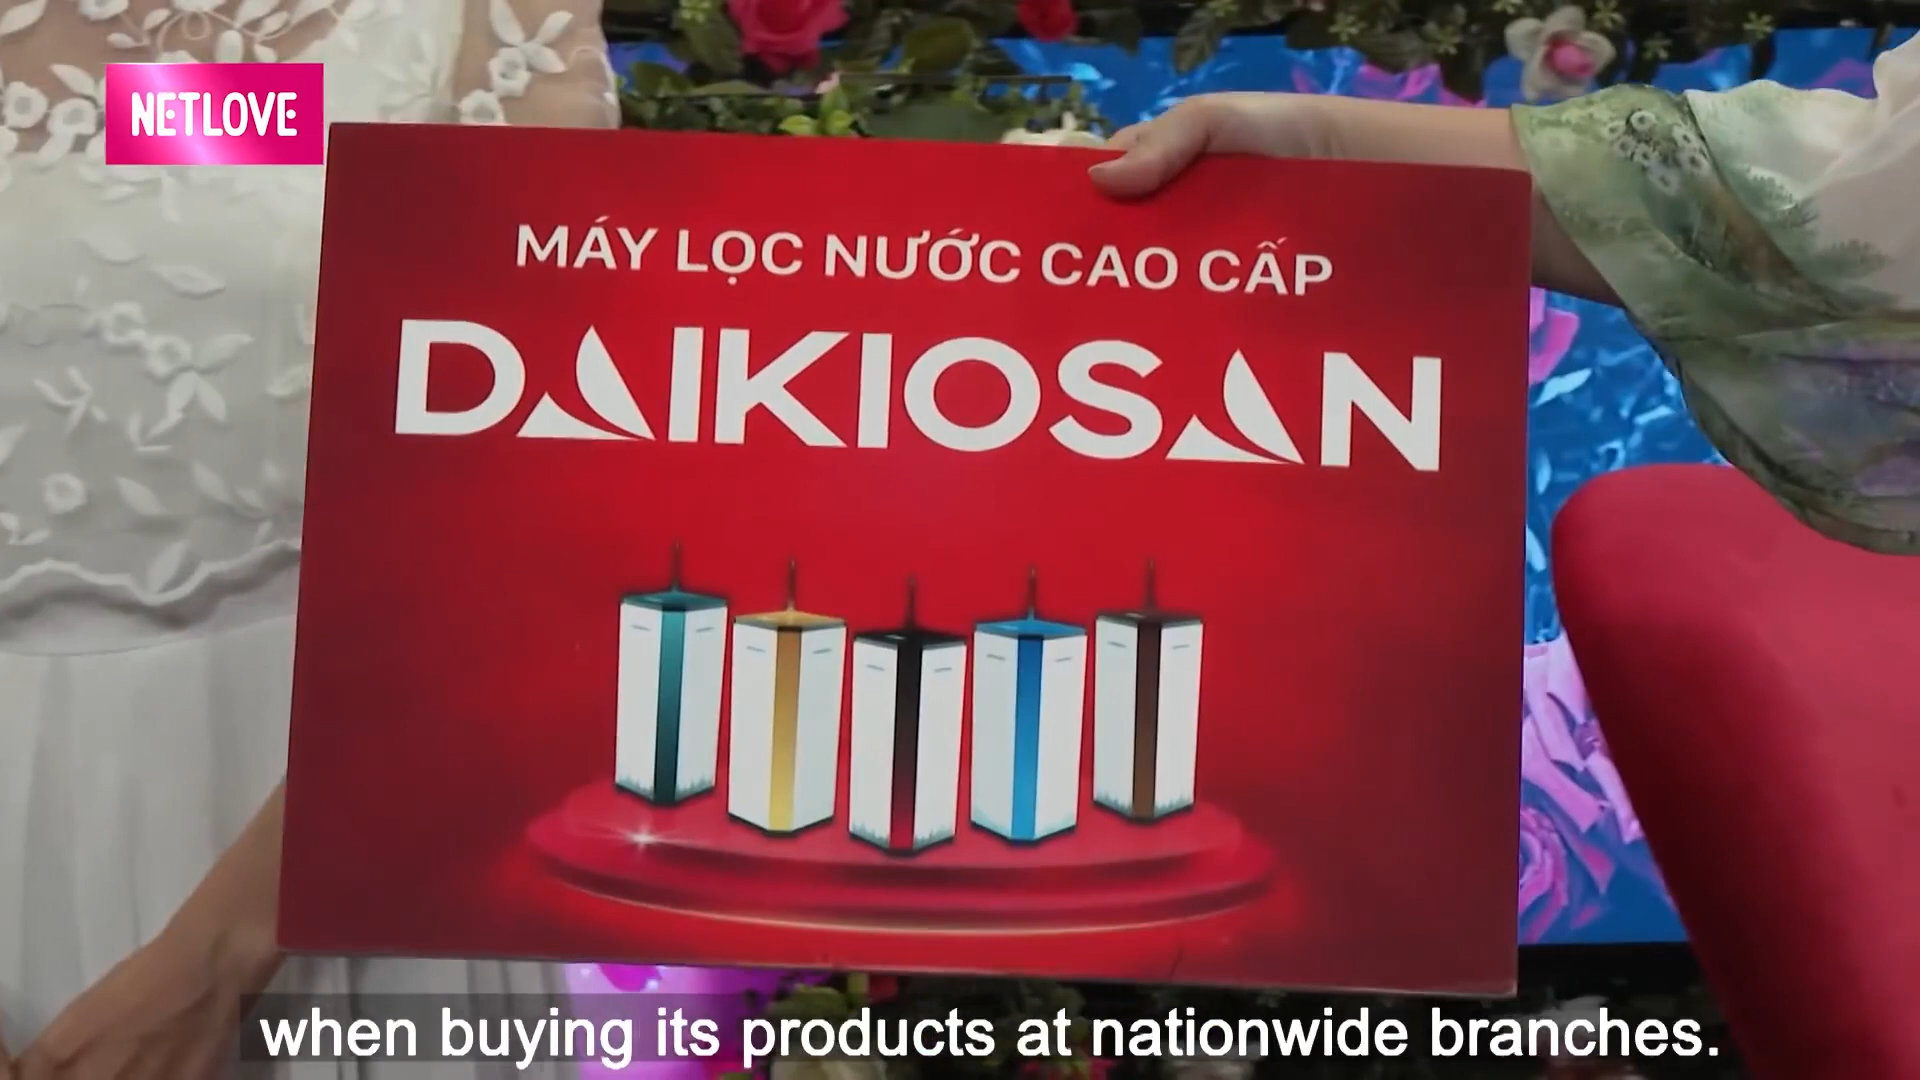 NETLOVE
MÁY LỌC NƯỚC CAO CẤP
DAIKIOSAN
when buying its products at nationwide branches.